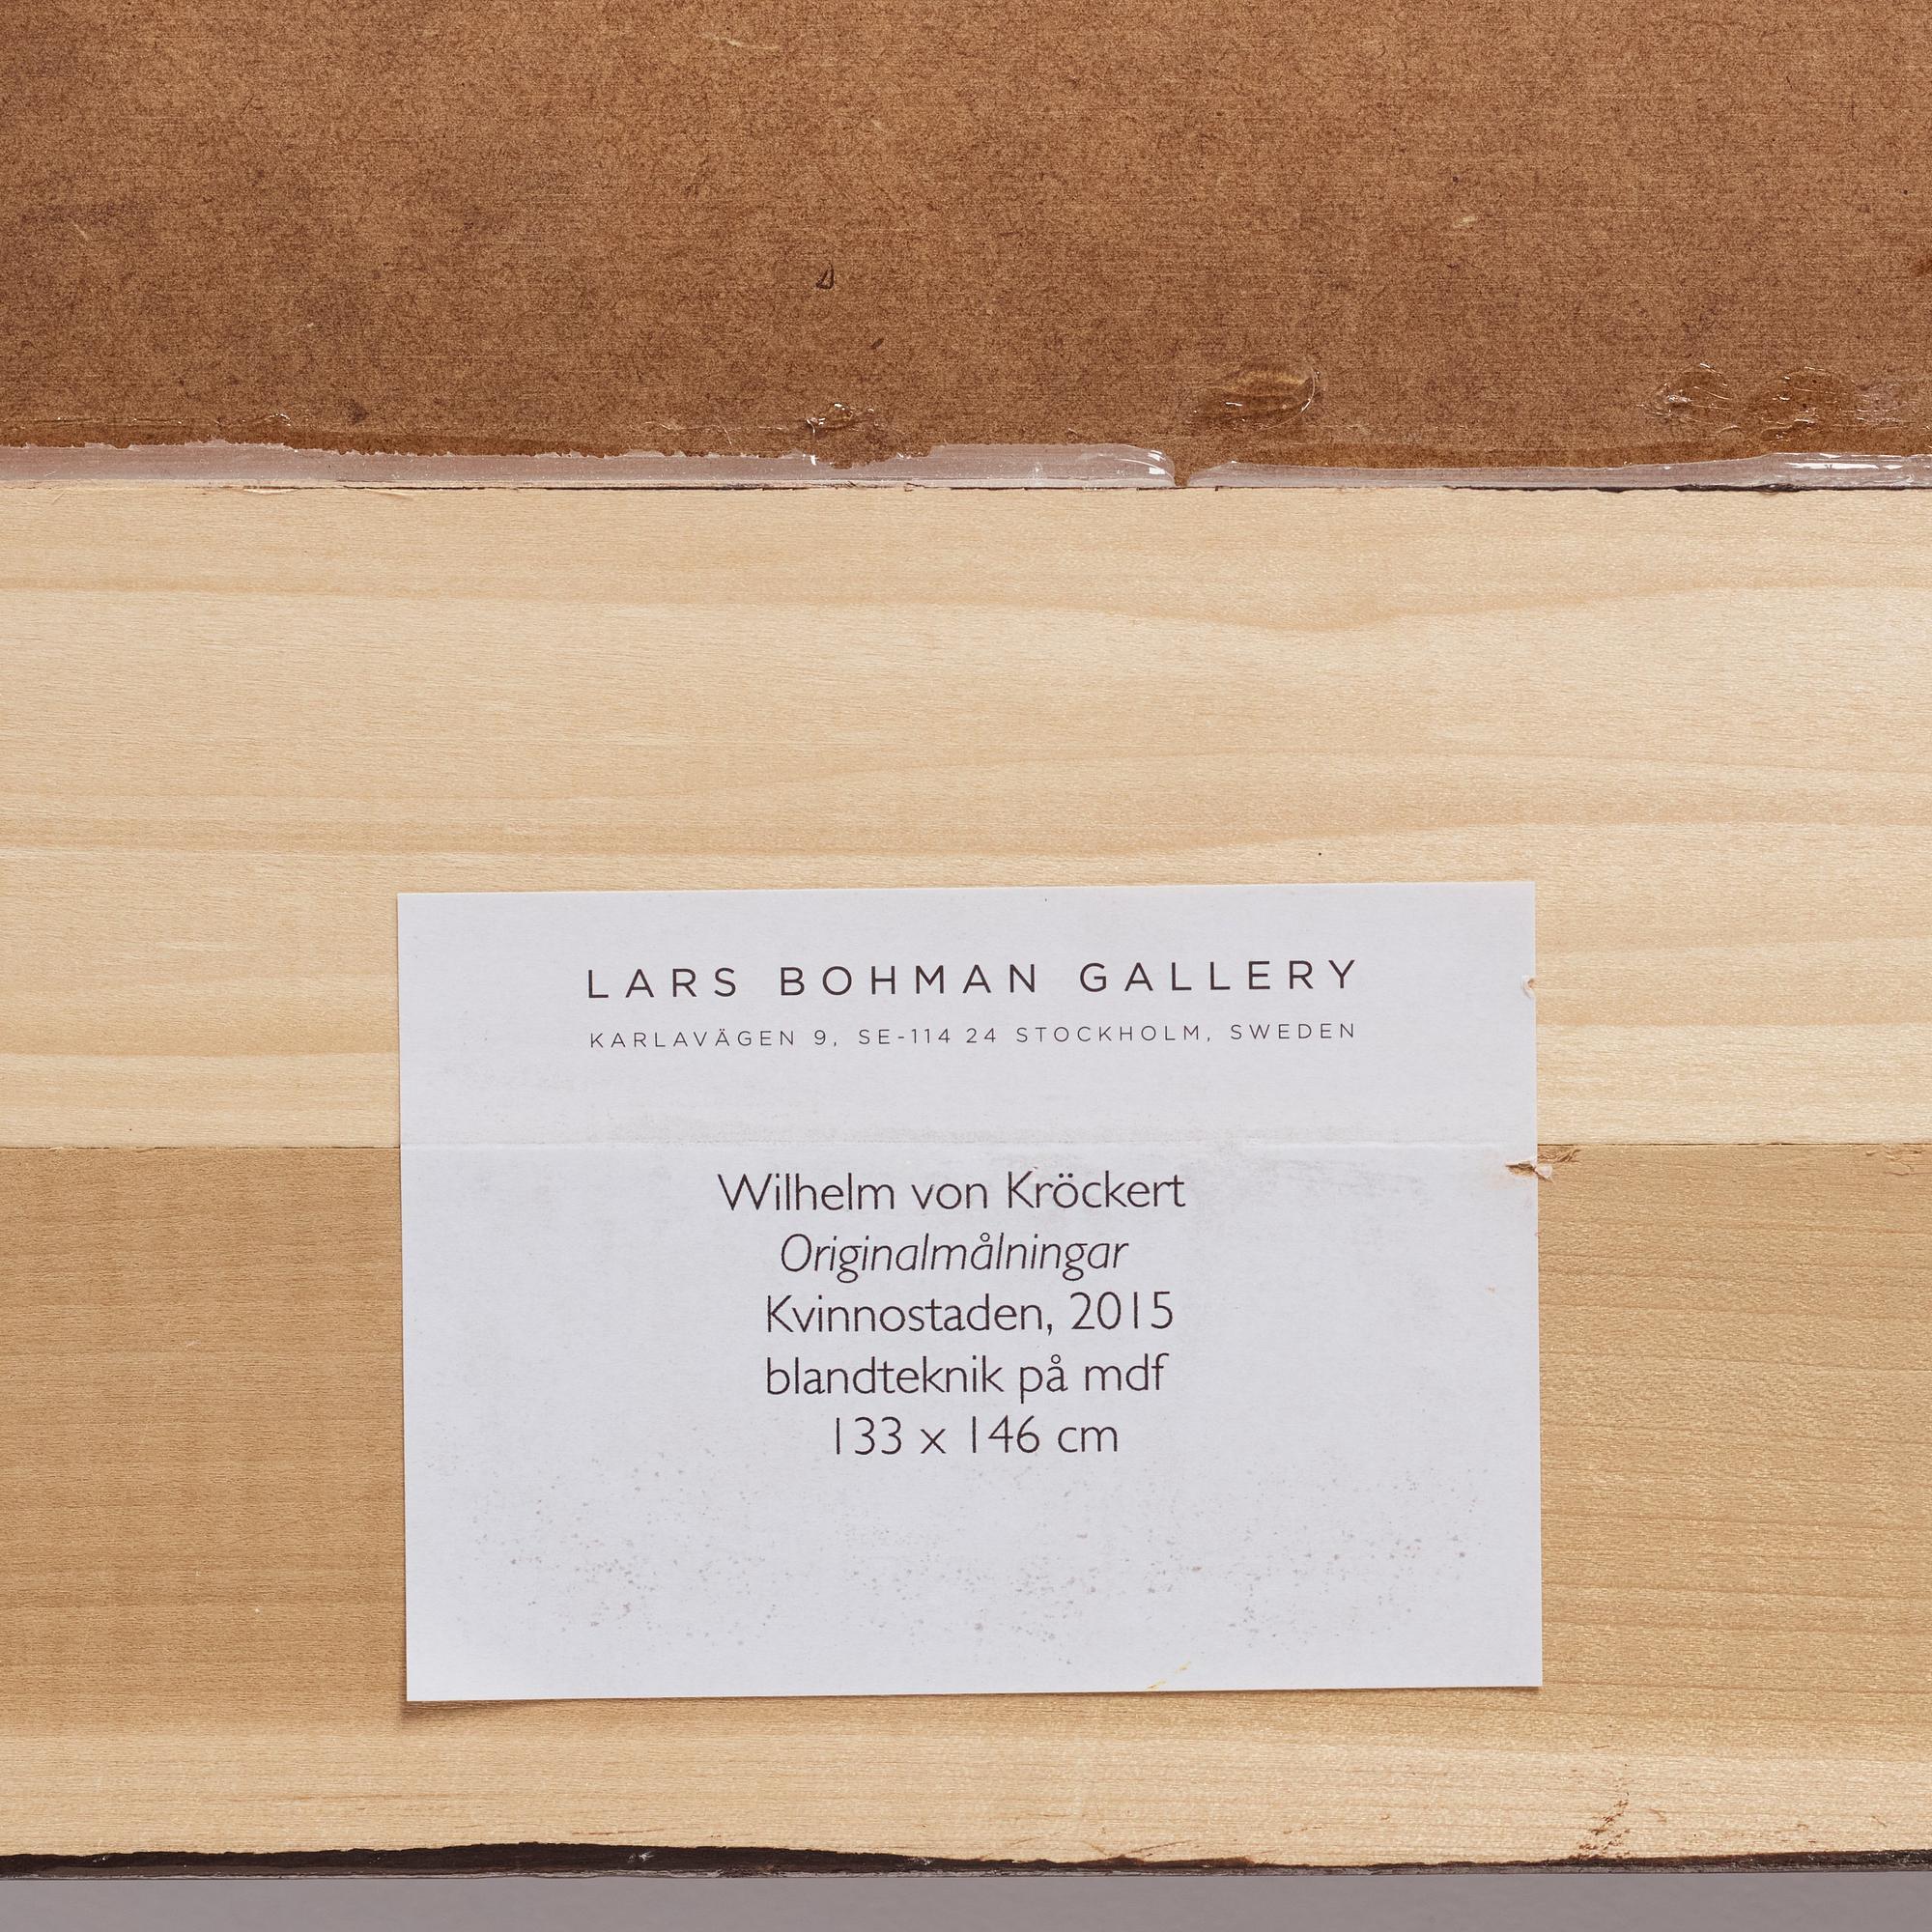 LARS BOHMAN GALLERY
KARLAVÄGEN 9, SE-114 24 STOCKHOLM, SWEDEN
Wilhelm von Kröckert
Originalmålningar
Kvinnostaden, 2015
blandteknik på mdf
133 x 146 cm